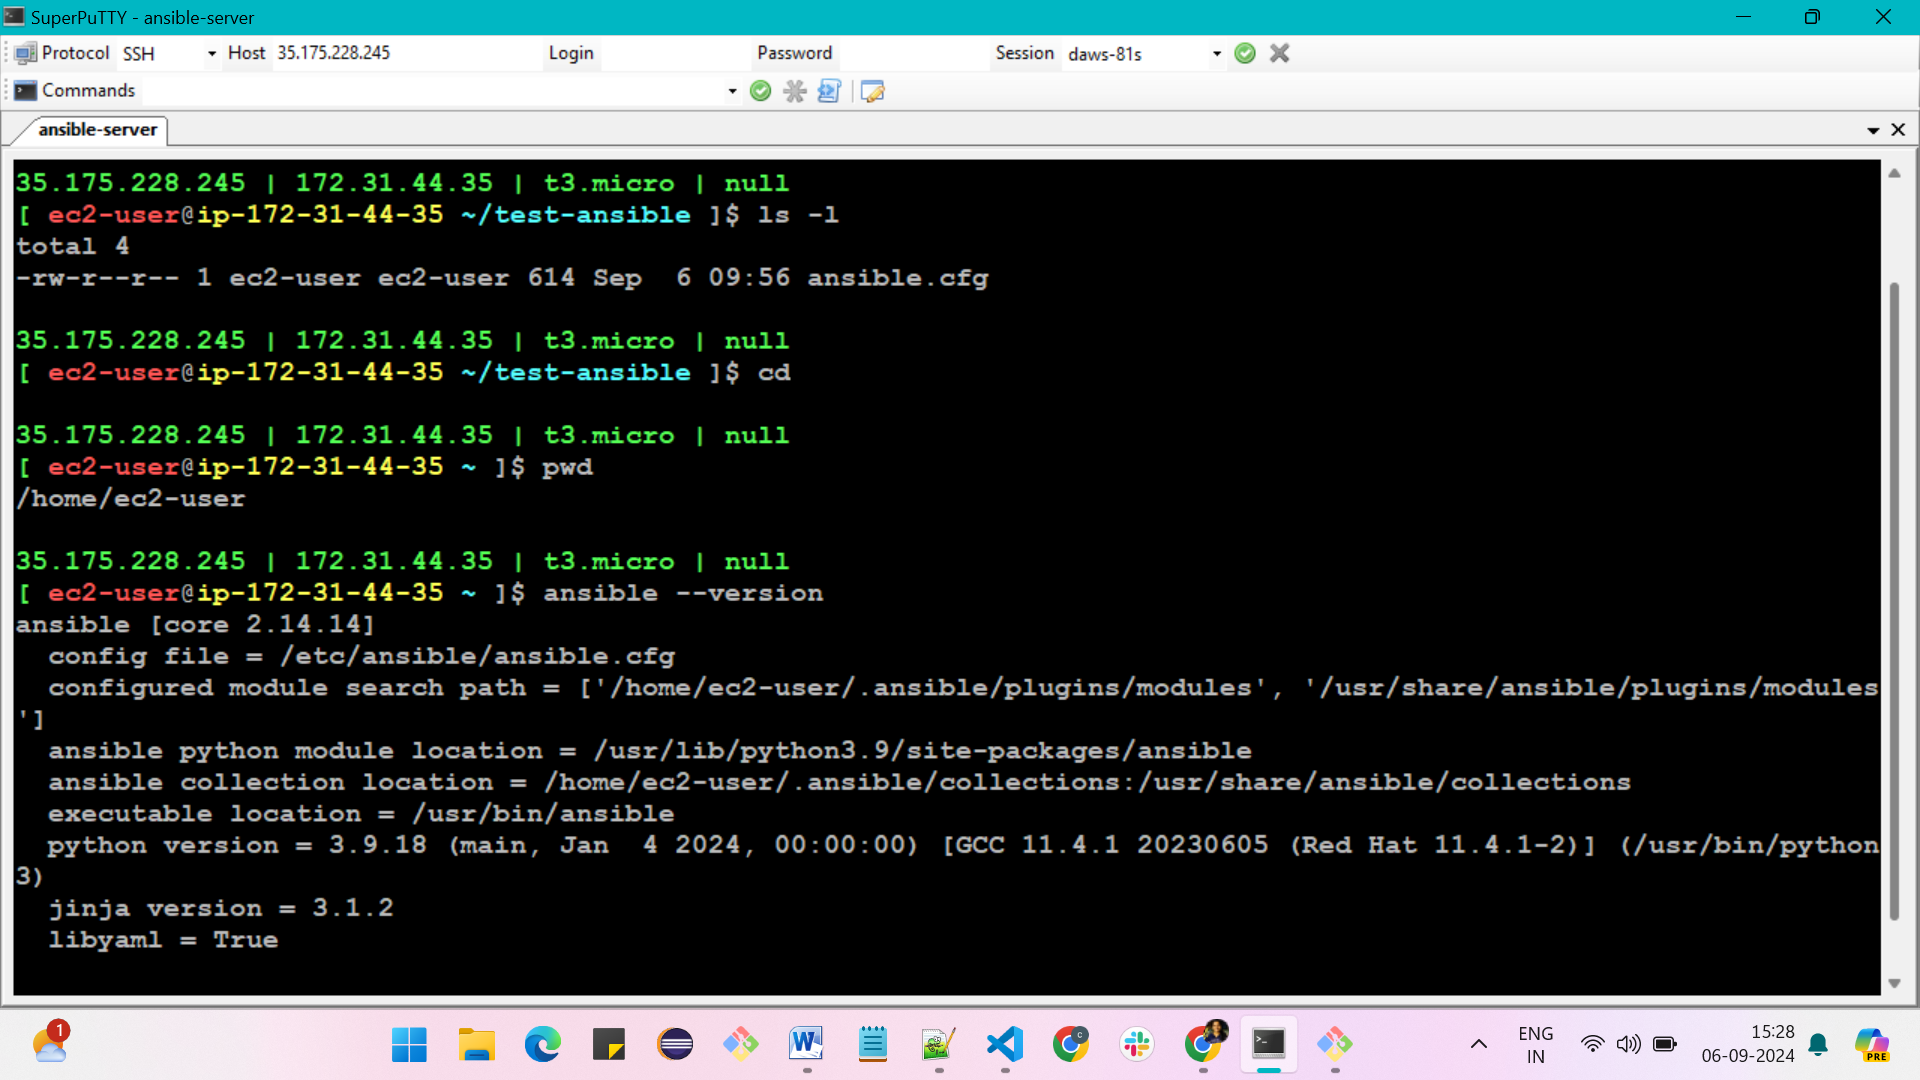 SuperPuTTY - ansible-server
Protocol SSH Host 35.175.228.245 Login Password Session daws-81s
Commands
ansible-server
35.175.228.245 | 172.31.44.35 | t3.micro | null
[ ec2-user@ip-172-31-44-35 ~/test-ansible ]$ ls -l
total 4
-rw-r--r-- 1 ec2-user ec2-user 614 Sep  6 09:56 ansible.cfg
35.175.228.245 | 172.31.44.35 | t3.micro | null
[ ec2-user@ip-172-31-44-35 ~/test-ansible ]$ cd
35.175.228.245 | 172.31.44.35 | t3.micro | null
[ ec2-user@ip-172-31-44-35 ~ ]$ pwd
/home/ec2-user
35.175.228.245 | 172.31.44.35 | t3.micro | null
[ ec2-user@ip-172-31-44-35 ~ ]$ ansible --version
ansible [core 2.14.14]
  config file = /etc/ansible/ansible.cfg
  configured module search path = ['/home/ec2-user/.ansible/plugins/modules', '/usr/share/ansible/plugins/modules
']
  ansible python module location = /usr/lib/python3.9/site-packages/ansible
  ansible collection location = /home/ec2-user/.ansible/collections:/usr/share/ansible/collections
  executable location = /usr/bin/ansible
  python version = 3.9.18 (main, Jan  4 2024, 00:00:00) [GCC 11.4.1 20230605 (Red Hat 11.4.1-2)] (/usr/bin/python
3)
  jinja version = 3.1.2
  libyaml = True
1
ENG
IN
15:28
06-09-2024
PRE